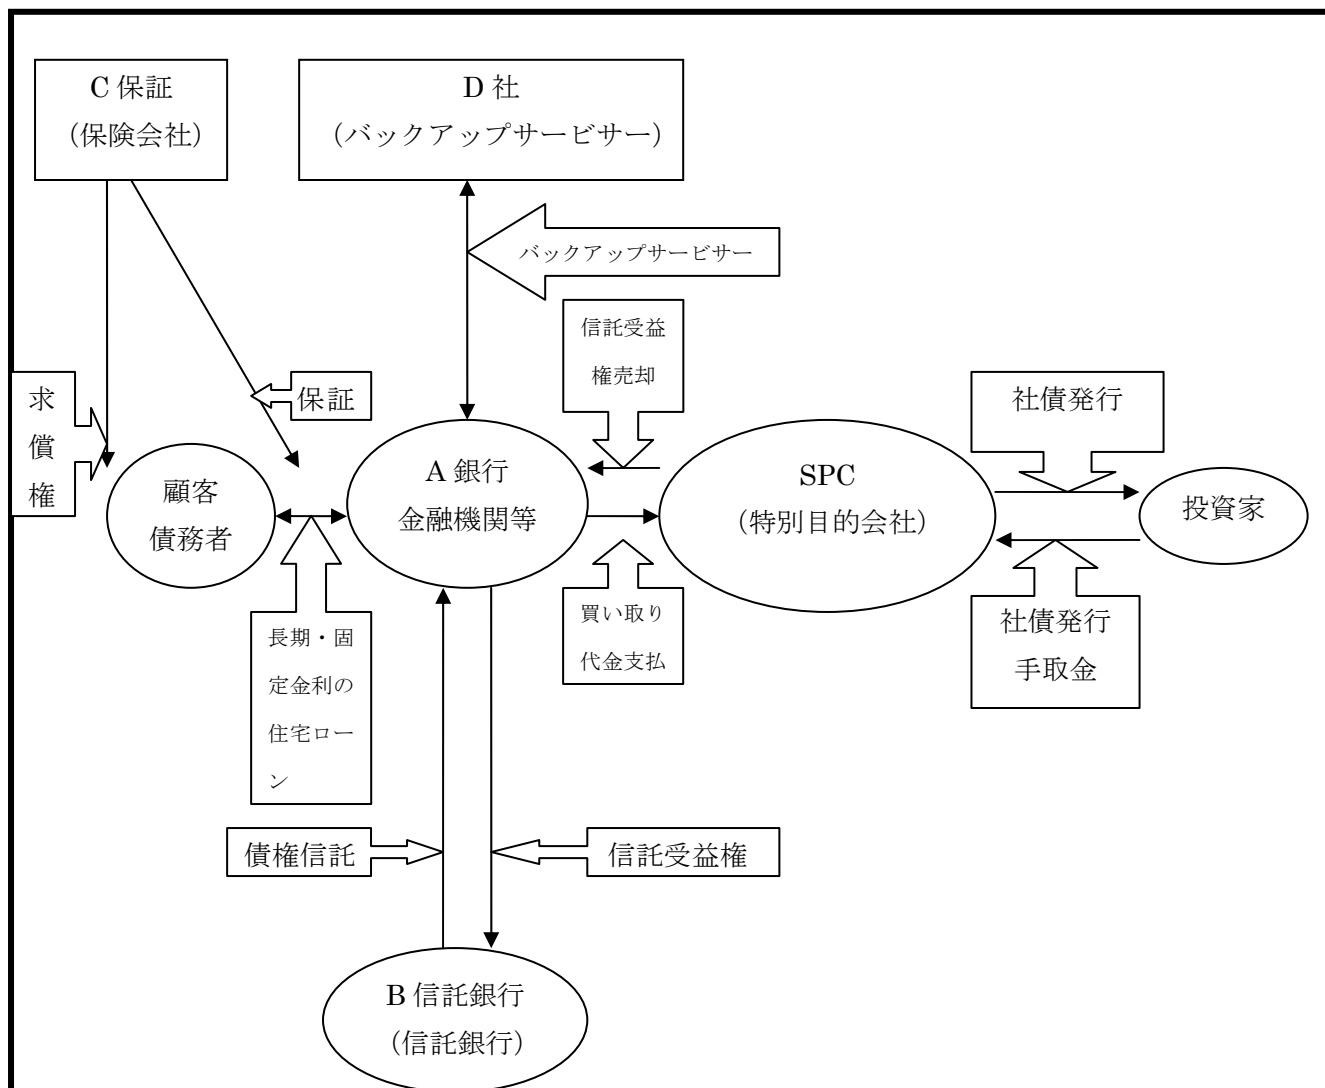 C 保証
（保険会社）
D 社
（バックアップサービサー）
バックアップサービサー
信託受益
権売却
求
償
権
保証
社債発行
顧客
債務者
A 銀行
金融機関等
SPC
（特別目的会社）
投資家
長期・固
定金利の
住宅ロー
ン
買い取り
代金支払
社債発行
手取金
債権信託
信託受益権
B 信託銀行
（信託銀行）